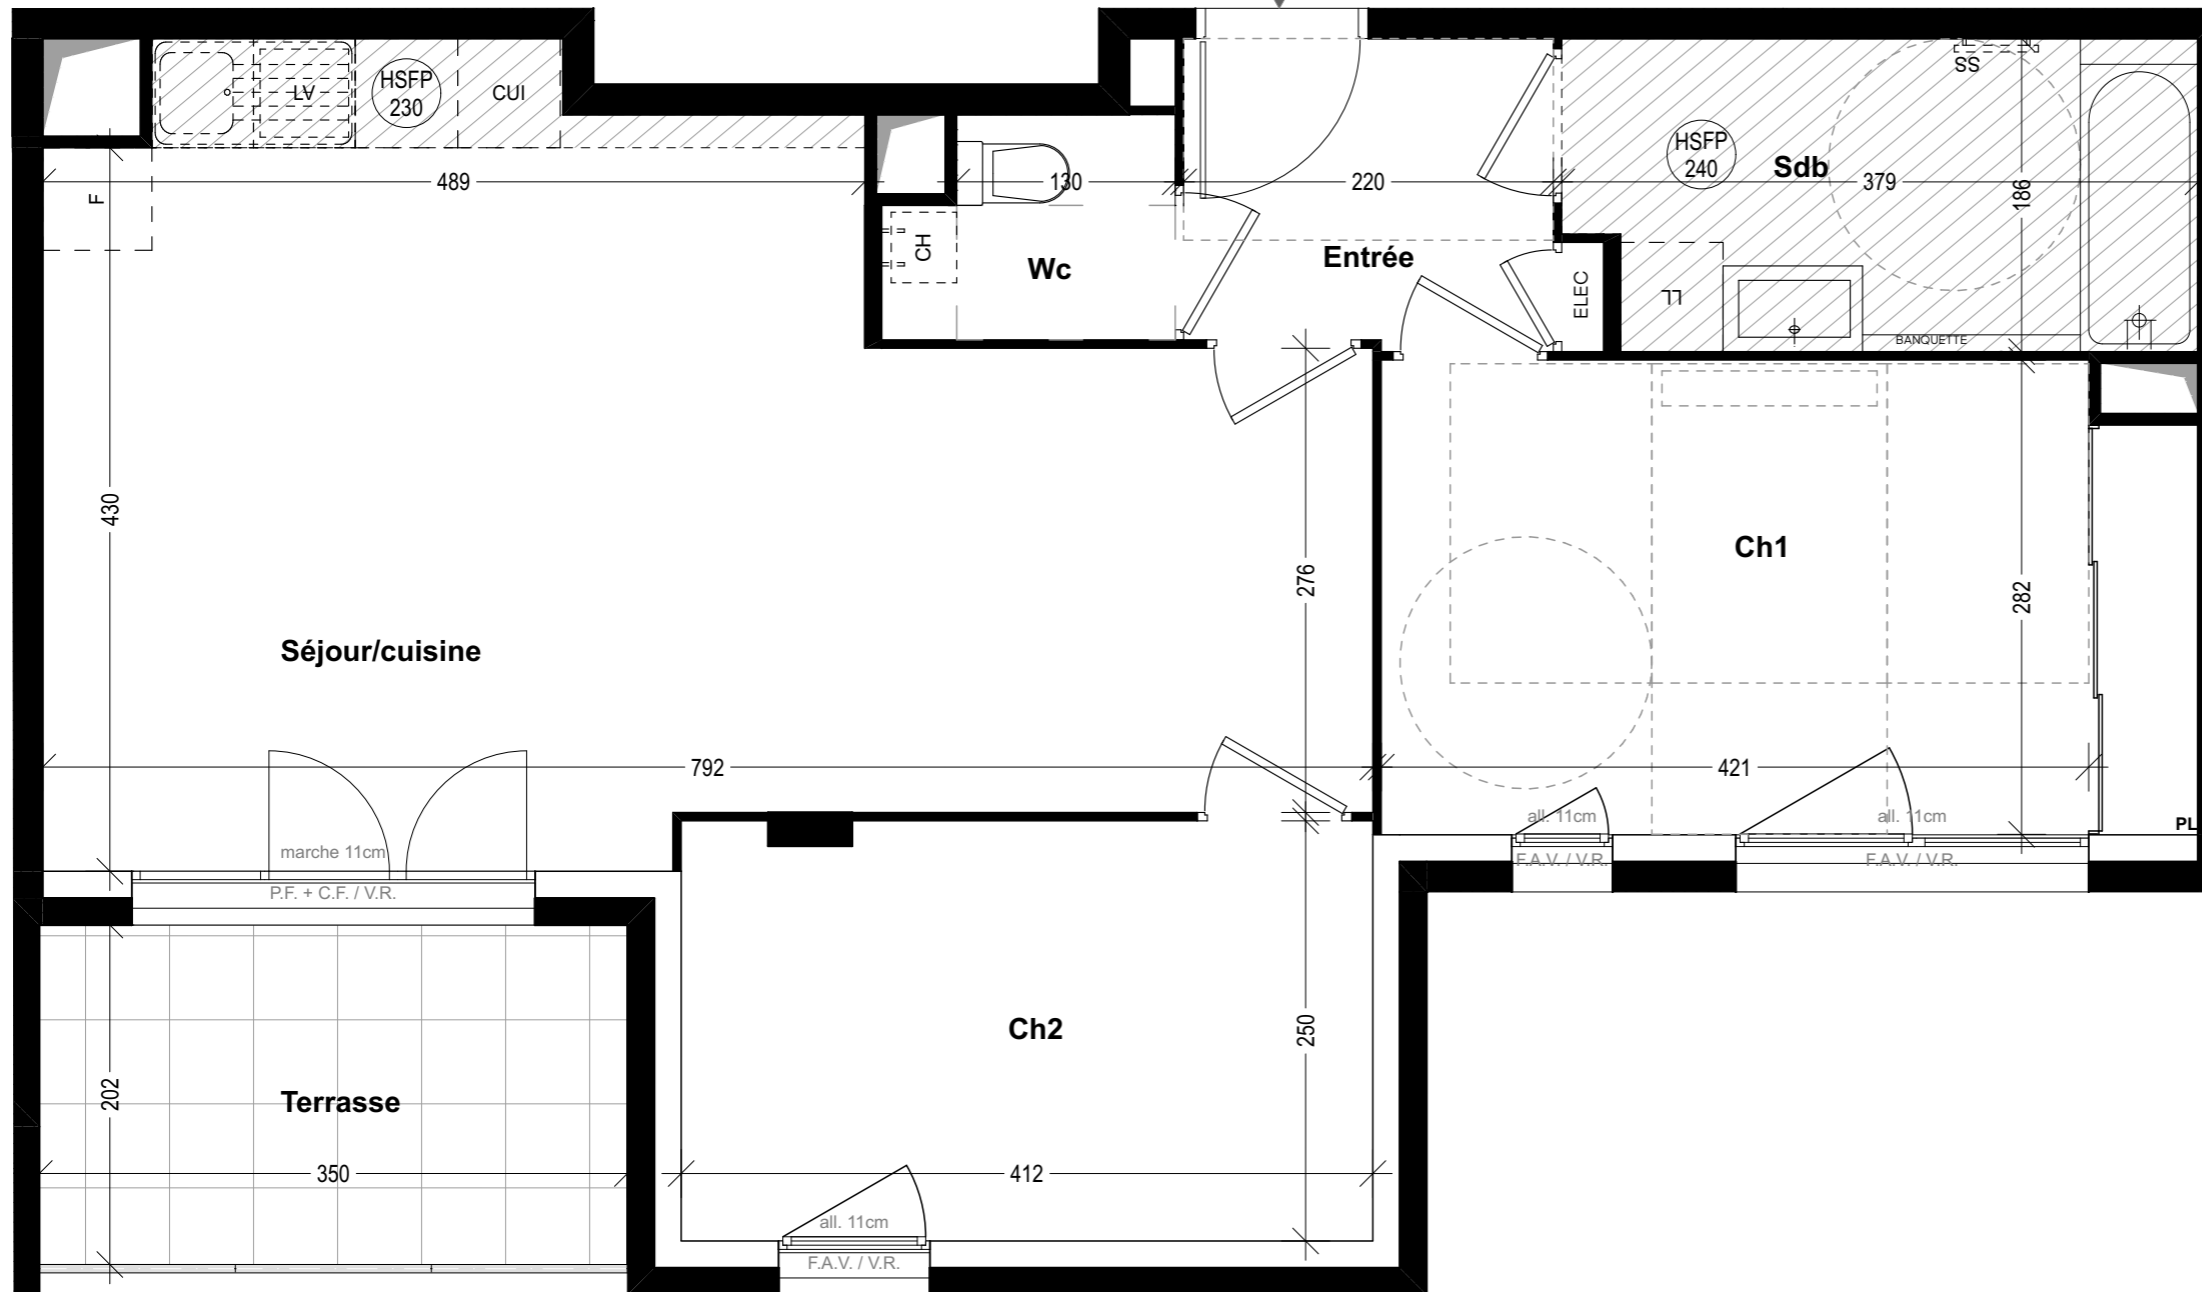 HSFP
230
LV
CUI
F
489
130
220
HSFP
240
Sdb
SS
379
186
CH
Wc
Entrée
ELEC
LL
BANQUETTE
430
276
Ch1
282
Séjour/cuisine
792
421
marche 11cm
P.F. + C.F. / V.R.
all. 11cm
F.A.V. / V.R.
all. 11cm
F.A.V. / V.R.
PL
Ch2
250
Terrasse
202
350
412
all. 11cm
F.A.V. / V.R.